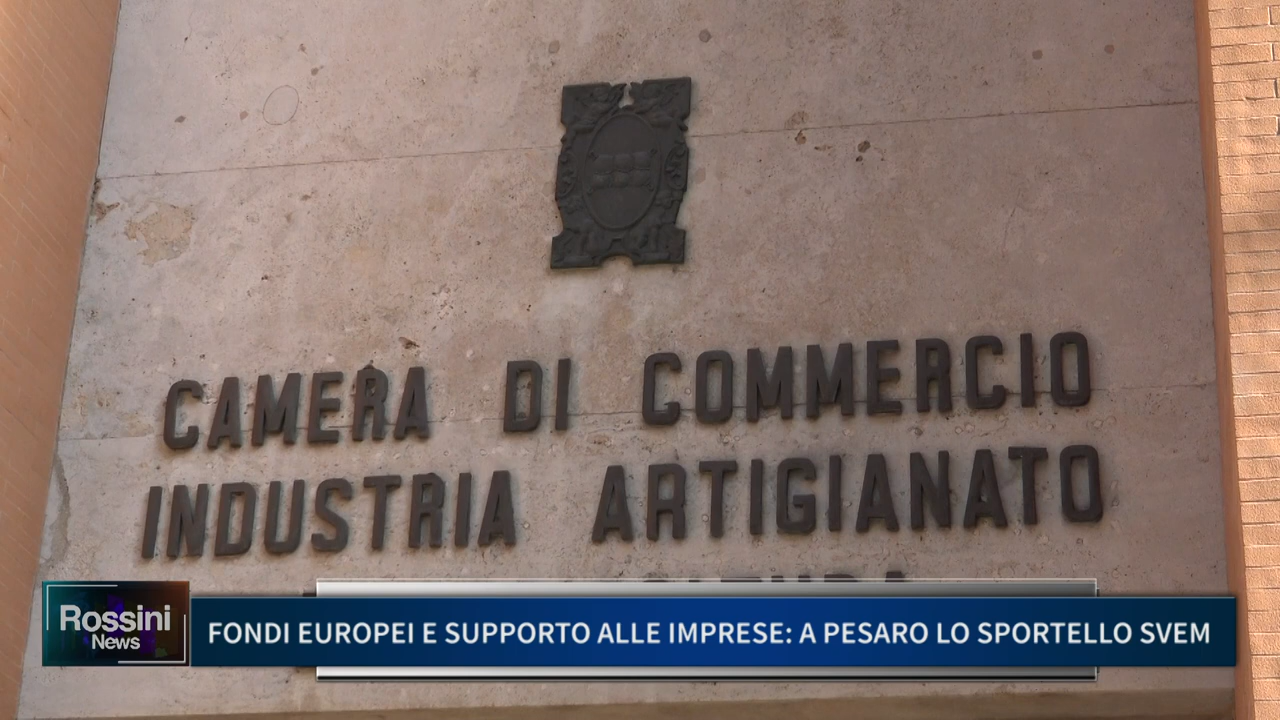 CAMERA DI COMMERCIO
INDUSTRIA ARTIGIANATO
Rossini
News
FONDI EUROPEI E SUPPORTO ALLE IMPRESE: A PESARO LO SPORTELLO SVEM